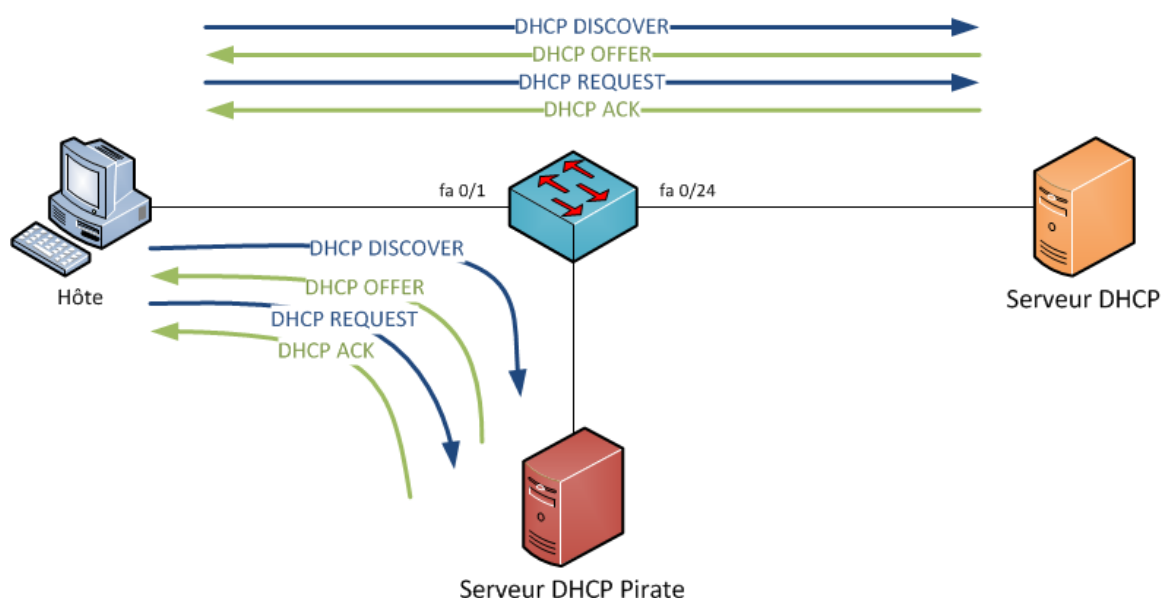 DHCP DISCOVER
DHCP OFFER
DHCP REQUEST
DHCP ACK
fa 0/1
fa 0/24
DHCP DISCOVER
DHCP OFFER
Hôte
Serveur DHCP
DHCP REQUEST
DHCP ACK
Serveur DHCP Pirate